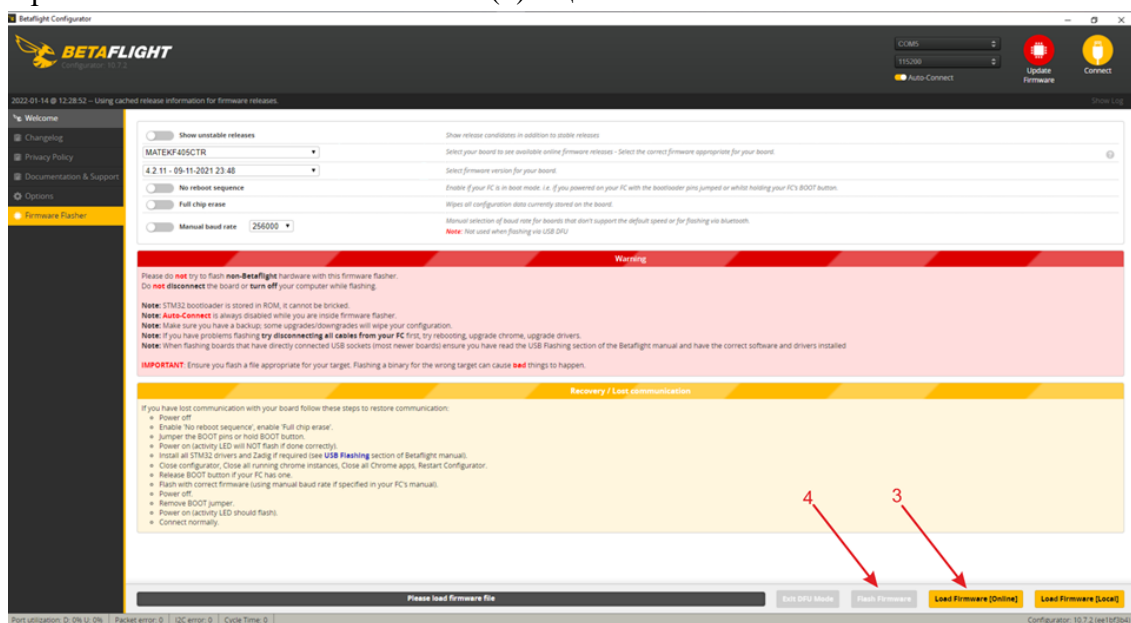 Betaflight Configurator
BETAFLIGHT
Configurator 10.7.2
COM5
115200
Auto-Connect
Update
Firmware
Connect
2022-01-14 @ 12:28:52 -- Using cached release information for firmware releases.
Show Log
Welcome
Changelog
Privacy Policy
Documentation & Support
Options
Firmware Flasher
Show unstable releases
Show release candidates in addition to stable releases
MATEKF405CTR
Select your board to see available online firmware releases - Select the correct firmware appropriate for your board.
4.2.11 - 09-11-2021 23:48
Select firmware version for your board.
No reboot sequence
Enable if your FC is in boot mode. i.e. if you powered on your FC with the bootloader pins jumped or whilst holding your FC's BOOT button.
Full chip erase
Wipes all configuration data currently stored on the board.
Manual baud rate 256000
Manual selection of baud rate for boards that don't support the default speed or for flashing via bluetooth.
Note: Not used when flashing via USB DFU
Warning
Please do not try to flash non-Betaflight hardware with this firmware flasher.
Do not disconnect the board or turn off your computer while flashing.
Note: STM32 bootloader is stored in ROM, it cannot be bricked.
Note: Auto-Connect is always disabled while you are inside firmware flasher.
Note: Make sure you have a backup; some upgrades/downgrades will wipe your configuration.
Note: If you have problems flashing try disconnecting all cables from your FC first, try rebooting, upgrade chrome, upgrade drivers.
Note: When flashing boards that have directly connected USB sockets (most newer boards) ensure you have read the USB Flashing section of the Betaflight manual and have the correct software and drivers installed
IMPORTANT: Ensure you flash a file appropriate for your target. Flashing a binary for the wrong target can cause bad things to happen.
Recovery / Lost communication
If you have lost communication with your board follow these steps to restore communication:
Power off
Enable 'No reboot sequence', enable 'Full chip erase'.
Jumper the BOOT pins or hold BOOT button.
Power on (activity LED will NOT flash if done correctly).
Install all STM32 drivers and Zadig if required (see USB Flashing section of Betaflight manual).
Close configurator, Close all running chrome instances, Close all Chrome apps, Restart Configurator.
Release BOOT button if your FC has one.
Flash with correct firmware (using manual baud rate if specified in your FC's manual).
Power off.
Remove BOOT jumper.
Power on (activity LED should flash).
Connect normally.
4
3
Please load firmware file
Exit DFU Mode
Flash Firmware
Load Firmware [Online]
Load Firmware [Local]
Port utilization: D: 0% U: 0%
Packet error: 0
I2C error: 0
Cycle Time: 0
Configurator: 10.7.2 (ee1bf3b4)